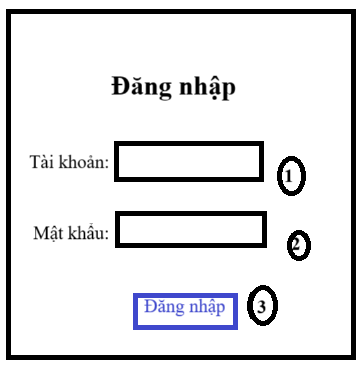 Đăng nhập
Tài khoản: 1
Mật khẩu: 2
Đăng nhập 3